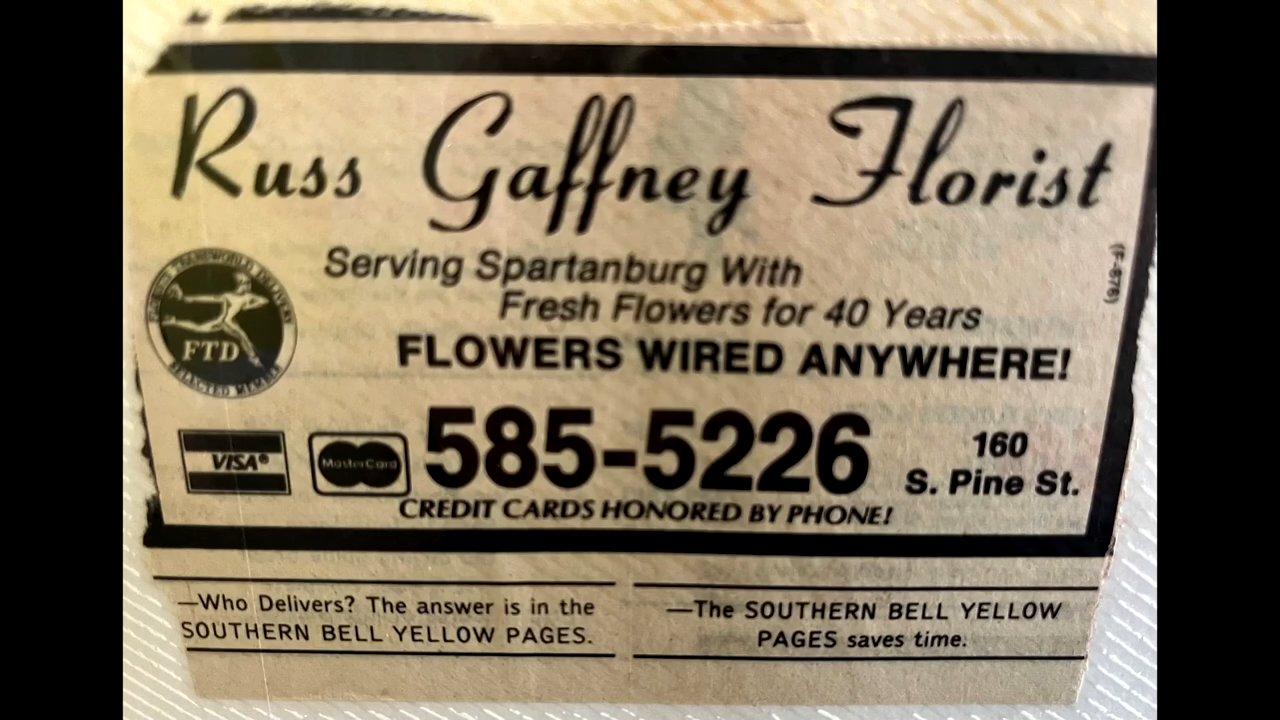 Russ Gaffney Florist
Serving Spartanburg With
Fresh Flowers for 40 Years
FLOWERS WIRED ANYWHERE!
(F-876)
FTD
SELECTED MEMBER
VISA®
MasterCard
585-5226
160
S. Pine St.
CREDIT CARDS HONORED BY PHONE!
—Who Delivers? The answer is in the
SOUTHERN BELL YELLOW PAGES.
—The SOUTHERN BELL YELLOW
PAGES saves time.